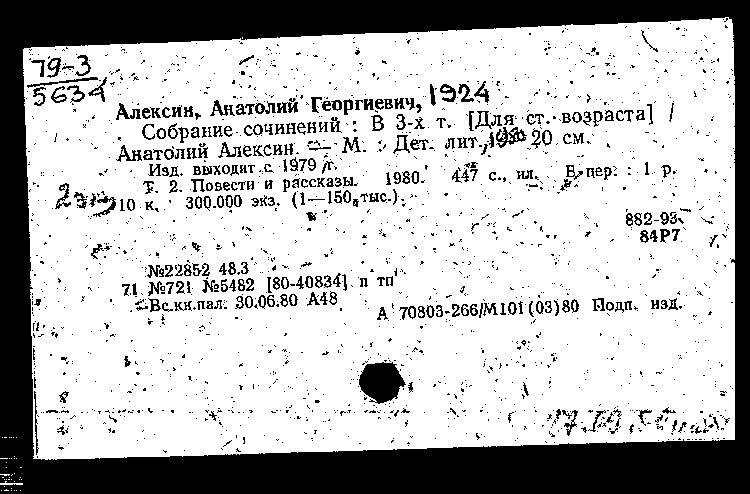 79-3
5634
Алексин, Анатолий Георгиевич, 1924
Собрание сочинений : В 3-х т. [Для ст. возраста] /
Анатолий Алексин. — М. : Дет. лит., 20 см.
Изд. выходит с 1979 г.
Т. 2. Повести и рассказы. 1980. 447 с., ил. В пер. : 1 р.
10 к. 300.000 экз. (1—150 тыс.).
882-93
84Р7
№22852 48.3
71 №721 №5482 [80-40834] п тп
Вс.кн.пал. 30.06.80 А48
А 70803-266/М101(03)80 Подп. изд.